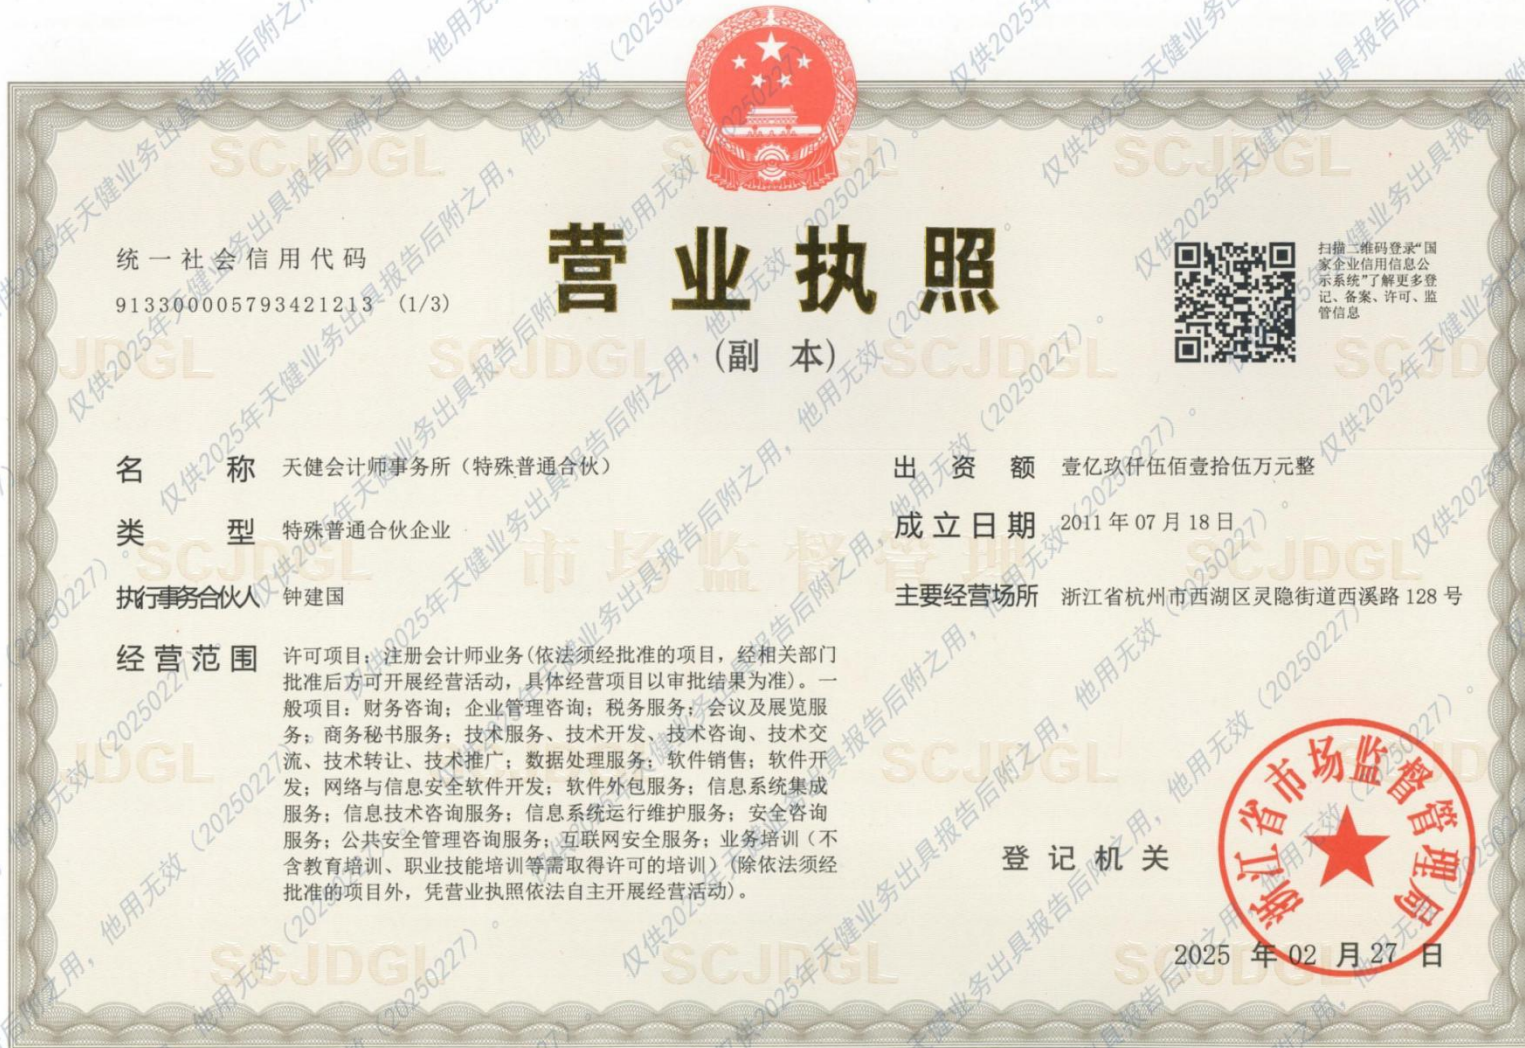 营业执照
(副 本)
统一社会信用代码
913300005793421213 (1/3)
扫描二维码登录“国
家企业信用信息公
示系统”了解更多登
记、备案、许可、监
管信息
名 称 天健会计师事务所（特殊普通合伙）
类 型 特殊普通合伙企业
执行事务合伙人 钟建国
经营范围 许可项目：注册会计师业务(依法须经批准的项目，经相关部门
批准后方可开展经营活动，具体经营项目以审批结果为准)。一
般项目：财务咨询；企业管理咨询；税务服务；会议及展览服
务；商务秘书服务；技术服务、技术开发、技术咨询、技术交
流、技术转让、技术推广；数据处理服务；软件销售；软件开
发；网络与信息安全软件开发；软件外包服务；信息系统集成
服务；信息技术咨询服务；信息系统运行维护服务；安全咨询
服务；公共安全管理咨询服务；互联网安全服务；业务培训（不
含教育培训、职业技能培训等需取得许可的培训）(除依法须经
批准的项目外，凭营业执照依法自主开展经营活动)。
出 资 额 壹亿玖仟伍佰壹拾伍万元整
成立日期 2011年07月18日
主要经营场所 浙江省杭州市西湖区灵隐街道西溪路128号
登记机关
浙江省市场监督管理局
2025 年 02 月 27 日
SCJDGL
市场监督管理
仅供2025年天健业务出具报告后附之用，他用无效（20250227）。